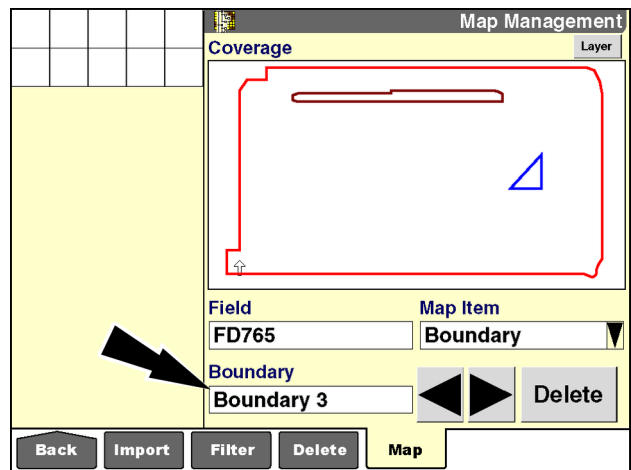 Map Management
Coverage
Layer
Field
Map Item
FD765
Boundary
Boundary
Boundary 3
Delete
Back
Import
Filter
Delete
Map